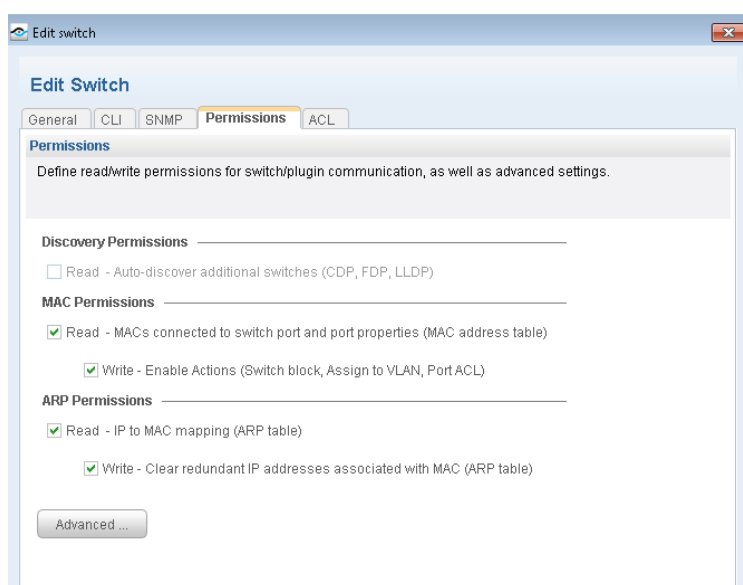 Edit switch
Edit Switch
General CLI SNMP Permissions ACL
Permissions
Define read/write permissions for switch/plugin communication, as well as advanced settings.
Discovery Permissions
Read - Auto-discover additional switches (CDP, FDP, LLDP)
MAC Permissions
Read - MACs connected to switch port and port properties (MAC address table)
Write - Enable Actions (Switch block, Assign to VLAN, Port ACL)
ARP Permissions
Read - IP to MAC mapping (ARP table)
Write - Clear redundant IP addresses associated with MAC (ARP table)
Advanced ...